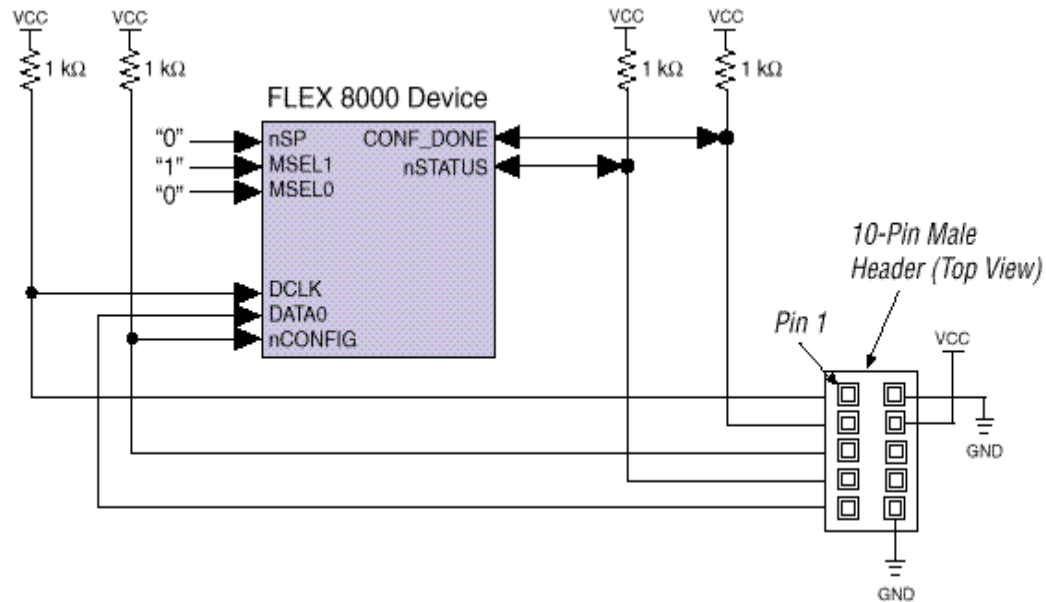 VCC
VCC
VCC
VCC
1 kΩ
1 kΩ
1 kΩ
1 kΩ
FLEX 8000 Device
“0”
nSP
CONF_DONE
“1”
MSEL1
nSTATUS
“0”
MSEL0
DCLK
DATA0
nCONFIG
10-Pin Male
Header (Top View)
Pin 1
VCC
GND
GND